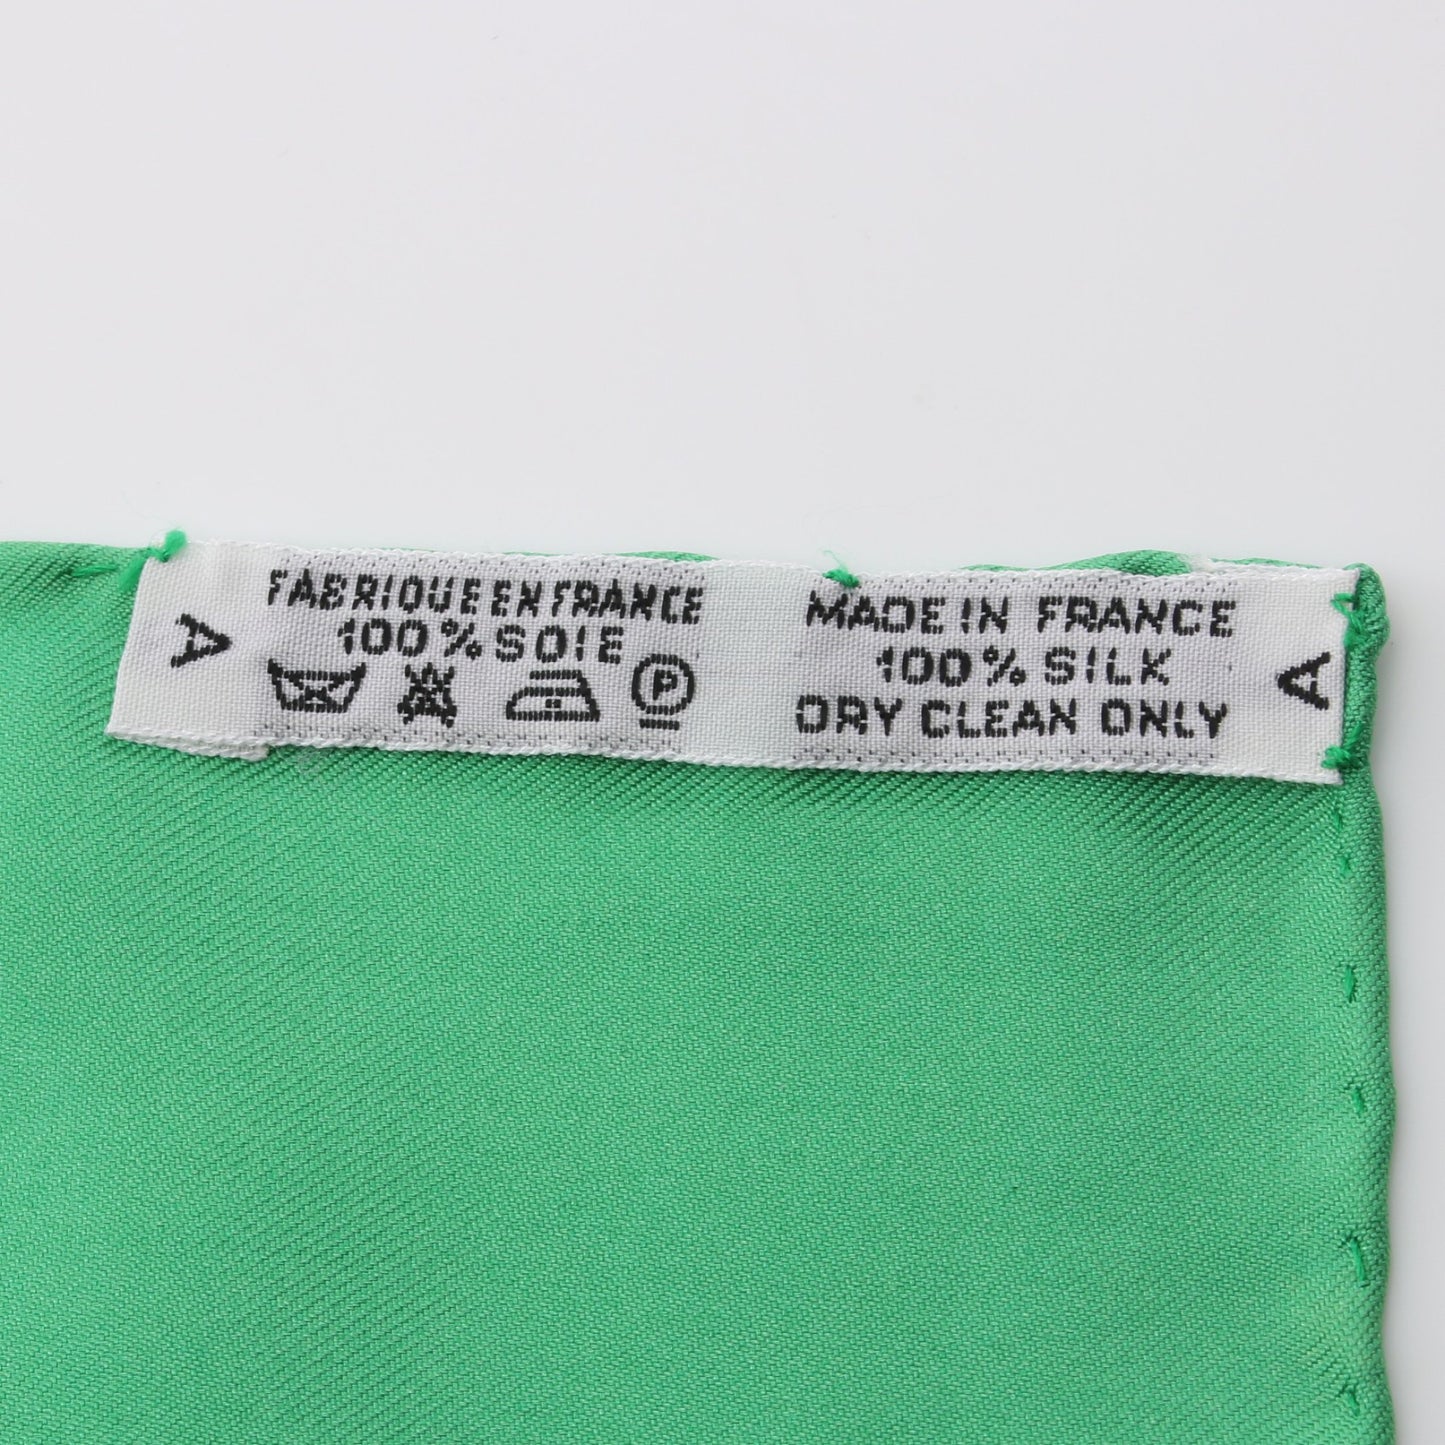 A
FABRIQUE EN FRANCE
100% SOIE
P
MADE IN FRANCE
100% SILK
DRY CLEAN ONLY
A